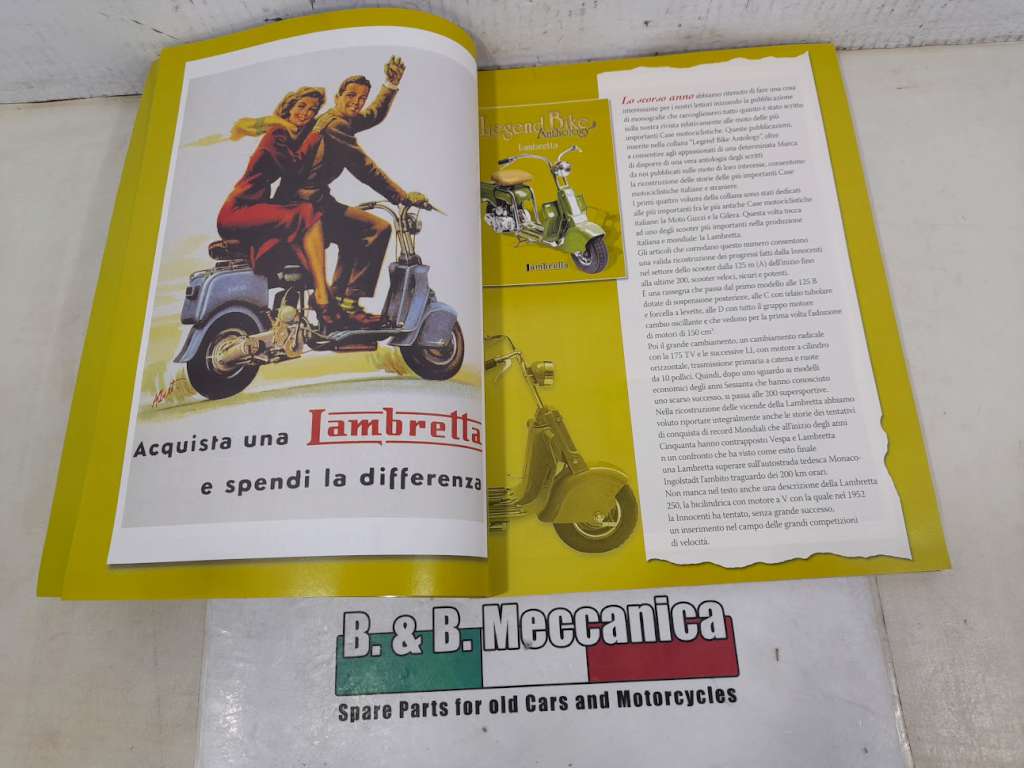 AZNI
Acquista una Lambretta
e spendi la differenza
Legend Bike
Anthology
Lambretta
Lambretta
Lo scorso anno abbiamo ritenuto di fare una cosa
interessante per i nostri lettori iniziando la pubblicazione
di monografie che raccogliessero tutto quanto è stato scritto
sulla nostra rivista relativamente alle moto delle più
importanti Case motociclistiche. Queste pubblicazioni,
inserite nella collana "Legend Bike Antology", oltre
a consentire agli appassionati di una determinata Marca
di disporre di una vera antologia degli scritti
da noi pubblicati sulle moto di loro interesse, consentono
la ricostruzione delle storie delle più importanti Case
motociclistiche italiane e straniere.
I primi quattro volumi della collana sono stati dedicati
alle più importanti fra le più antiche Case motociclistiche
italiane: la Moto Guzzi e la Gilera. Questa volta tocca
ad uno degli scooter più importanti nella produzione
italiana e mondiale: la Lambretta.
Gli articoli che corredano questo numero consentono
una valida ricostruzione dei progressi fatti dalla Innocenti
nel settore dello scooter dalla 125 m (A) dell'inizio fino
alla ultime 200, scooter veloci, sicuri e potenti.
È una rassegna che passa dal primo modello alle 125 B
dotate di sospensione posteriore, alle C con telaio tubolare
e forcella a levrette, alle D con tutto il gruppo motore
cambio oscillante e che vedono per la prima volta l'adozione
di motori di 150 cm³.
Poi il grande cambiamento, un cambiamento radicale
con la 175 TV e le successive LI, con motore a cilindro
orizzontale, trasmissione primaria a catena e ruote
da 10 pollici. Quindi, dopo uno sguardo ai modelli
economici degli anni Sessanta che hanno conosciuto
uno scarso successo, si passa alle 200 supersportive.
Nella ricostruzione delle vicende della Lambretta abbiamo
voluto riportare integralmente anche le storie dei tentativi
di conquista di record Mondiali che all'inizio degli anni
Cinquanta hanno contrapposto Vespa e Lambretta
n un confronto che ha visto come esito finale
una Lambretta superare sull'autostrada tedesca Monaco-
Ingolstadt l'ambito traguardo dei 200 km orari.
Non manca nel testo anche una descrizione della Lambretta
250, la bicilindrica con motore a V con la quale nel 1952
la Innocenti ha tentato, senza grande successo,
un inserimento nel campo delle grandi competizioni
di velocità.
B. & B. Meccanica
Spare Parts for old Cars and Motorcycles